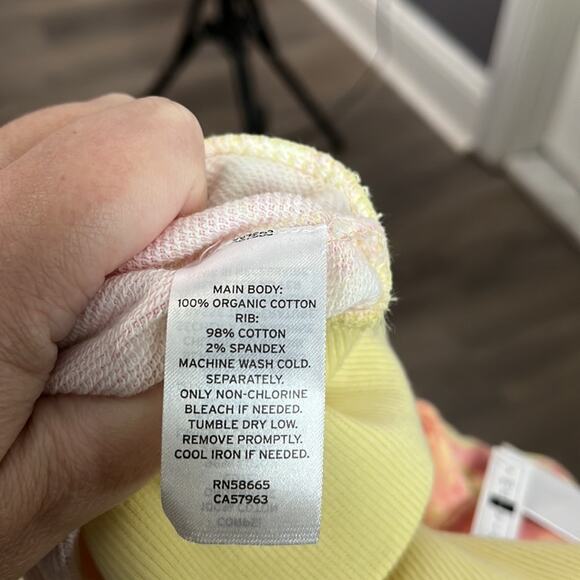 MAIN BODY:
100% ORGANIC COTTON
RIB:
98% COTTON
2% SPANDEX
MACHINE WASH COLD.
SEPARATELY.
ONLY NON-CHLORINE
BLEACH IF NEEDED.
TUMBLE DRY LOW.
REMOVE PROMPTLY.
COOL IRON IF NEEDED.
RN58665
CA57963